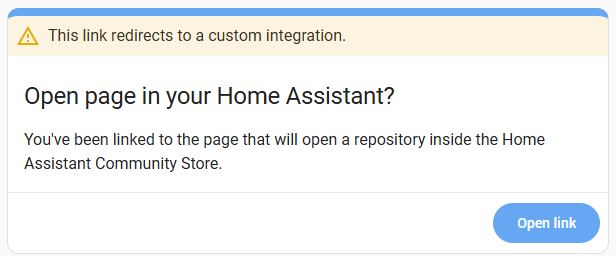 This link redirects to a custom integration.
Open page in your Home Assistant?
You've been linked to the page that will open a repository inside the Home
Assistant Community Store.
Open link